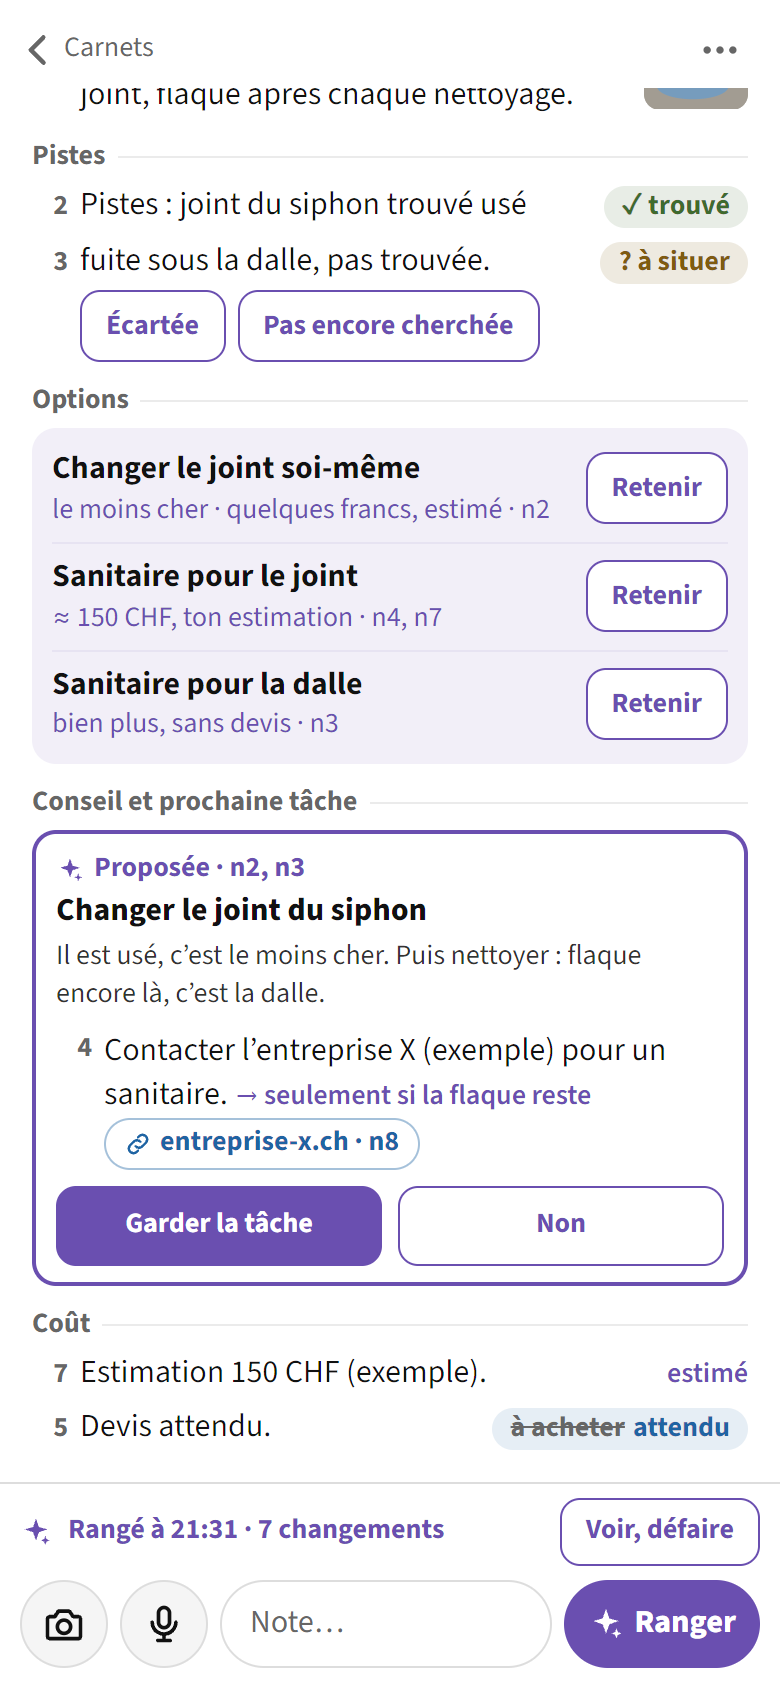 Carnets
joint, flaque après chaque nettoyage.
Pistes
2 Pistes : joint du siphon trouvé usé ✓ trouvé
3 fuite sous la dalle, pas trouvée. ? à situer
Écartée Pas encore cherchée
Options
Changer le joint soi-même
le moins cher · quelques francs, estimé · n2
Retenir
Sanitaire pour le joint
≈ 150 CHF, ton estimation · n4, n7
Retenir
Sanitaire pour la dalle
bien plus, sans devis · n3
Retenir
Conseil et prochaine tâche
Proposée · n2, n3
Changer le joint du siphon
Il est usé, c’est le moins cher. Puis nettoyer : flaque
encore là, c’est la dalle.
4 Contacter l’entreprise X (exemple) pour un
sanitaire. → seulement si la flaque reste
entreprise-x.ch · n8
Garder la tâche Non
Coût
7 Estimation 150 CHF (exemple). estimé
5 Devis attendu. à acheter attendu
Rangé à 21:31 · 7 changements Voir, défaire
Note… Ranger